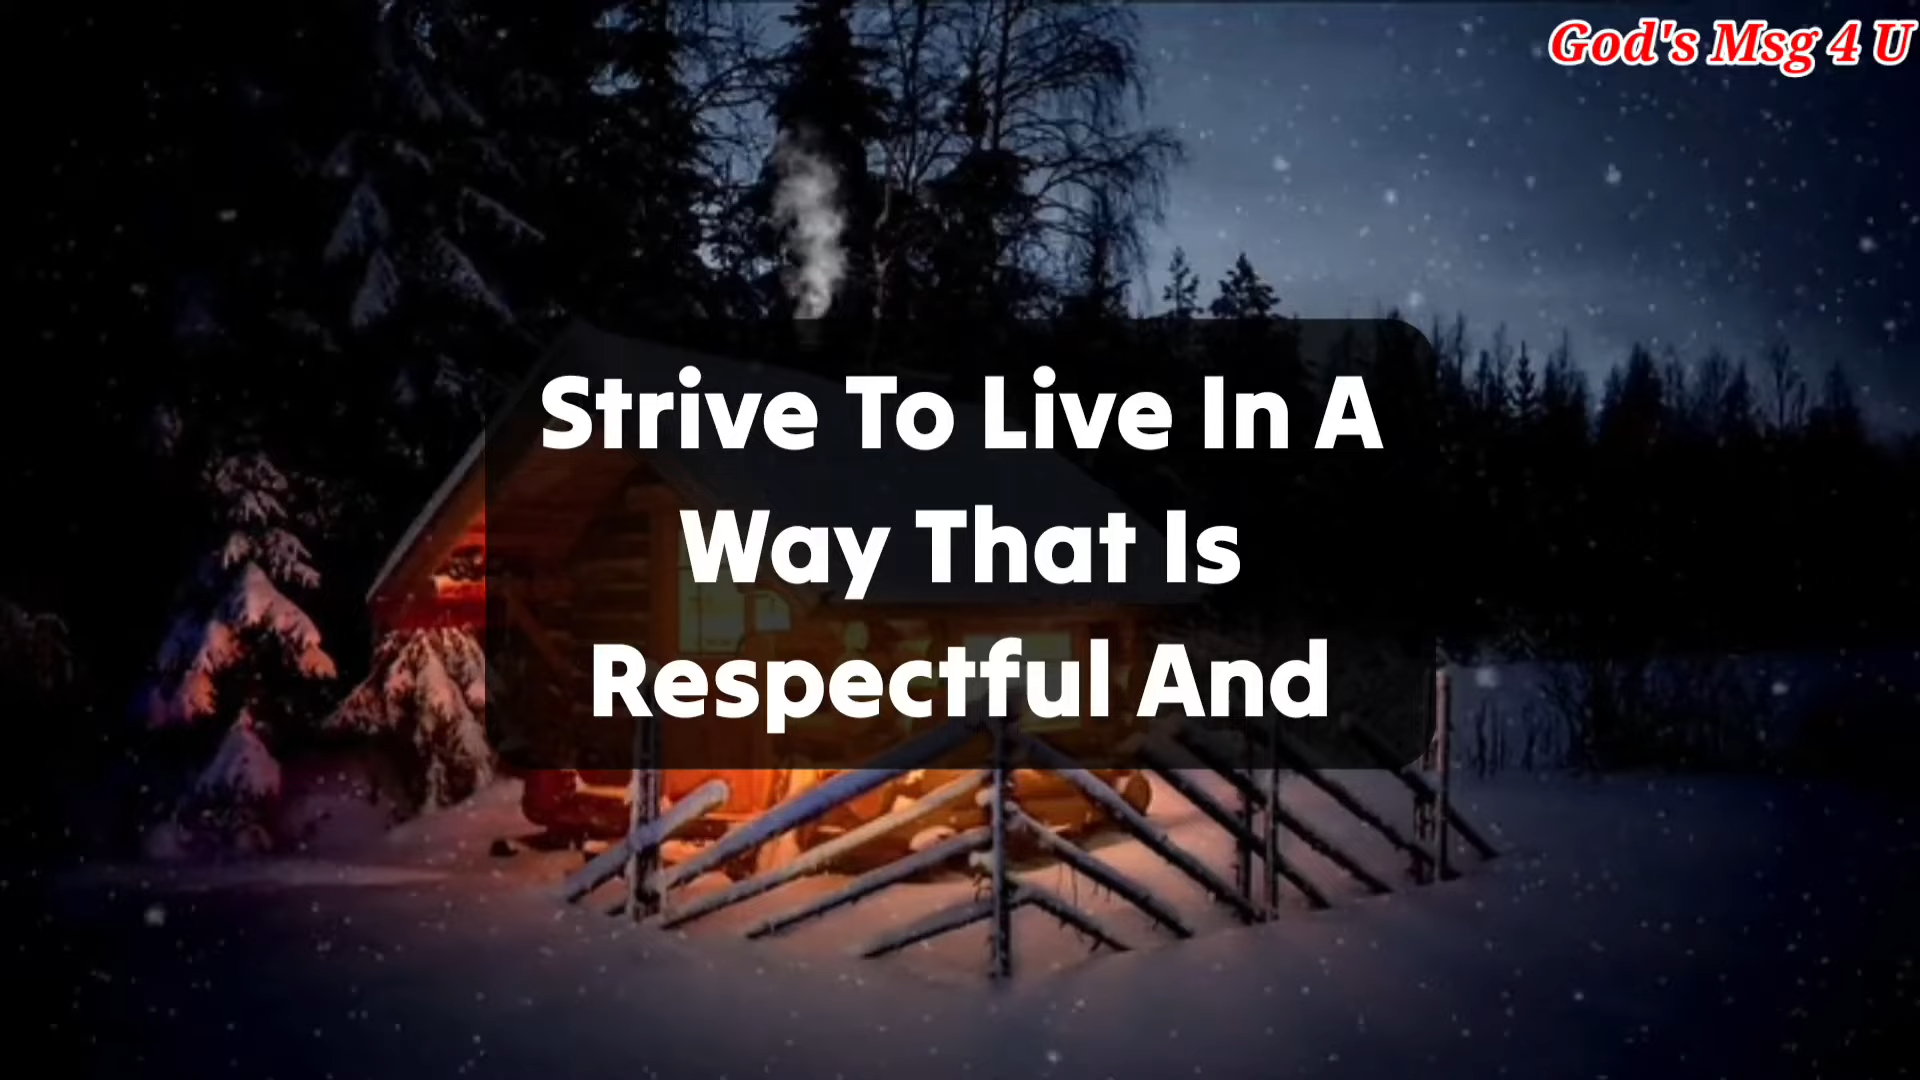 God's Msg 4 U
Strive To Live In A
Way That Is
Respectful And